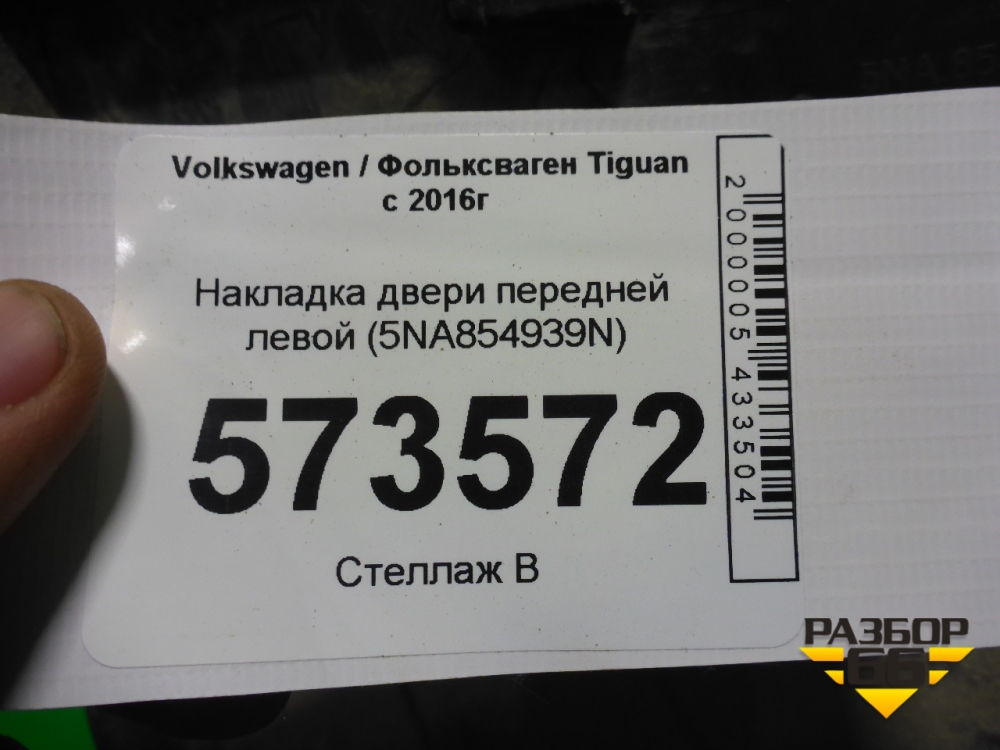 Volkswagen / Фольксваген Tiguan
с 2016г
Накладка двери передней
левой (5NA854939N)
573572
Стеллаж В
2 000005 433504
РАЗБОР
66